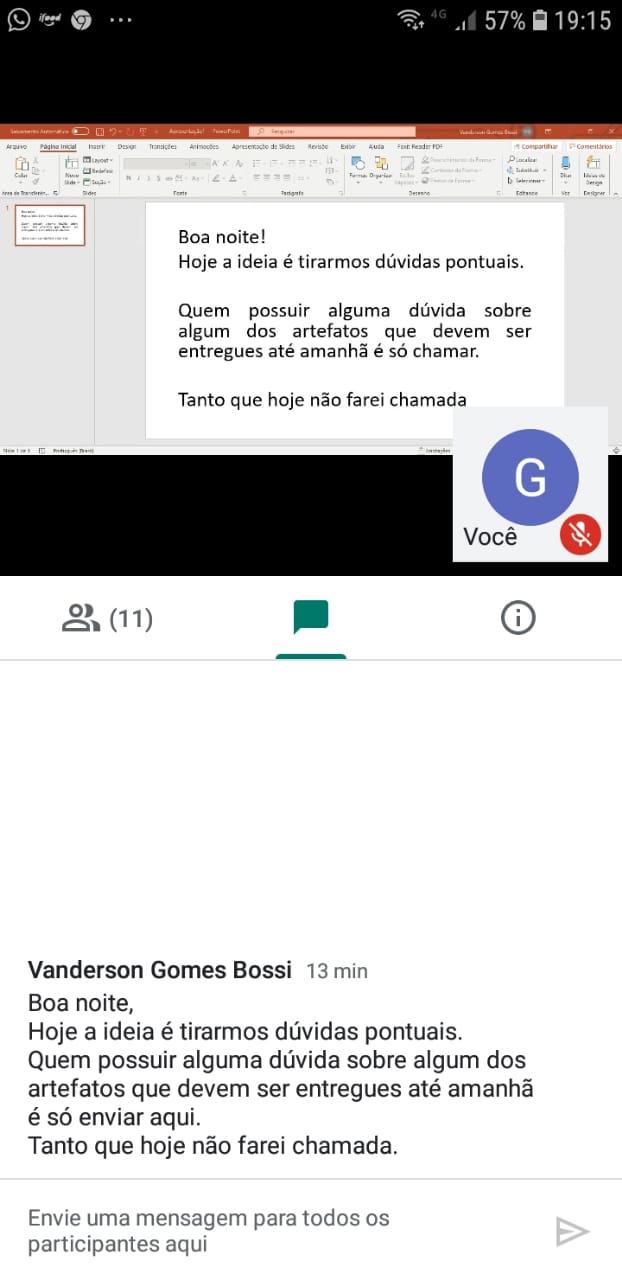 ifood
4G
57%
19:15
Salvamento Automático
Apresentação1
PowerPoint
Pesquisar
Vanderson Gomes Bossi
Arquivo
Página Inicial
Inserir
Design
Transições
Animações
Apresentação de Slides
Revisão
Exibir
Ajuda
Foxit Reader PDF
Compartilhar
Comentários
Colar
Novo
Slide
Layout
Redefinir
Seção
Formas
Organizar
Localizar
Substituir
Selecionar
Ditar
Ideias de
Design
Slides
Fonte
Parágrafo
Desenho
Editando
Voz
Designer
1
Boa noite!
Hoje a ideia é tirarmos dúvidas pontuais.
Quem possuir alguma dúvida sobre
algum dos artefatos que devem ser
entregues até amanhã é só chamar.
Tanto que hoje não farei chamada
Slide 1 de 1
Português (Brasil)
Anotações
G
Você
(11)
Vanderson Gomes Bossi 13 min
Boa noite,
Hoje a ideia é tirarmos dúvidas pontuais.
Quem possuir alguma dúvida sobre algum dos
artefatos que devem ser entregues até amanhã
é só enviar aqui.
Tanto que hoje não farei chamada.
Envie uma mensagem para todos os
participantes aqui